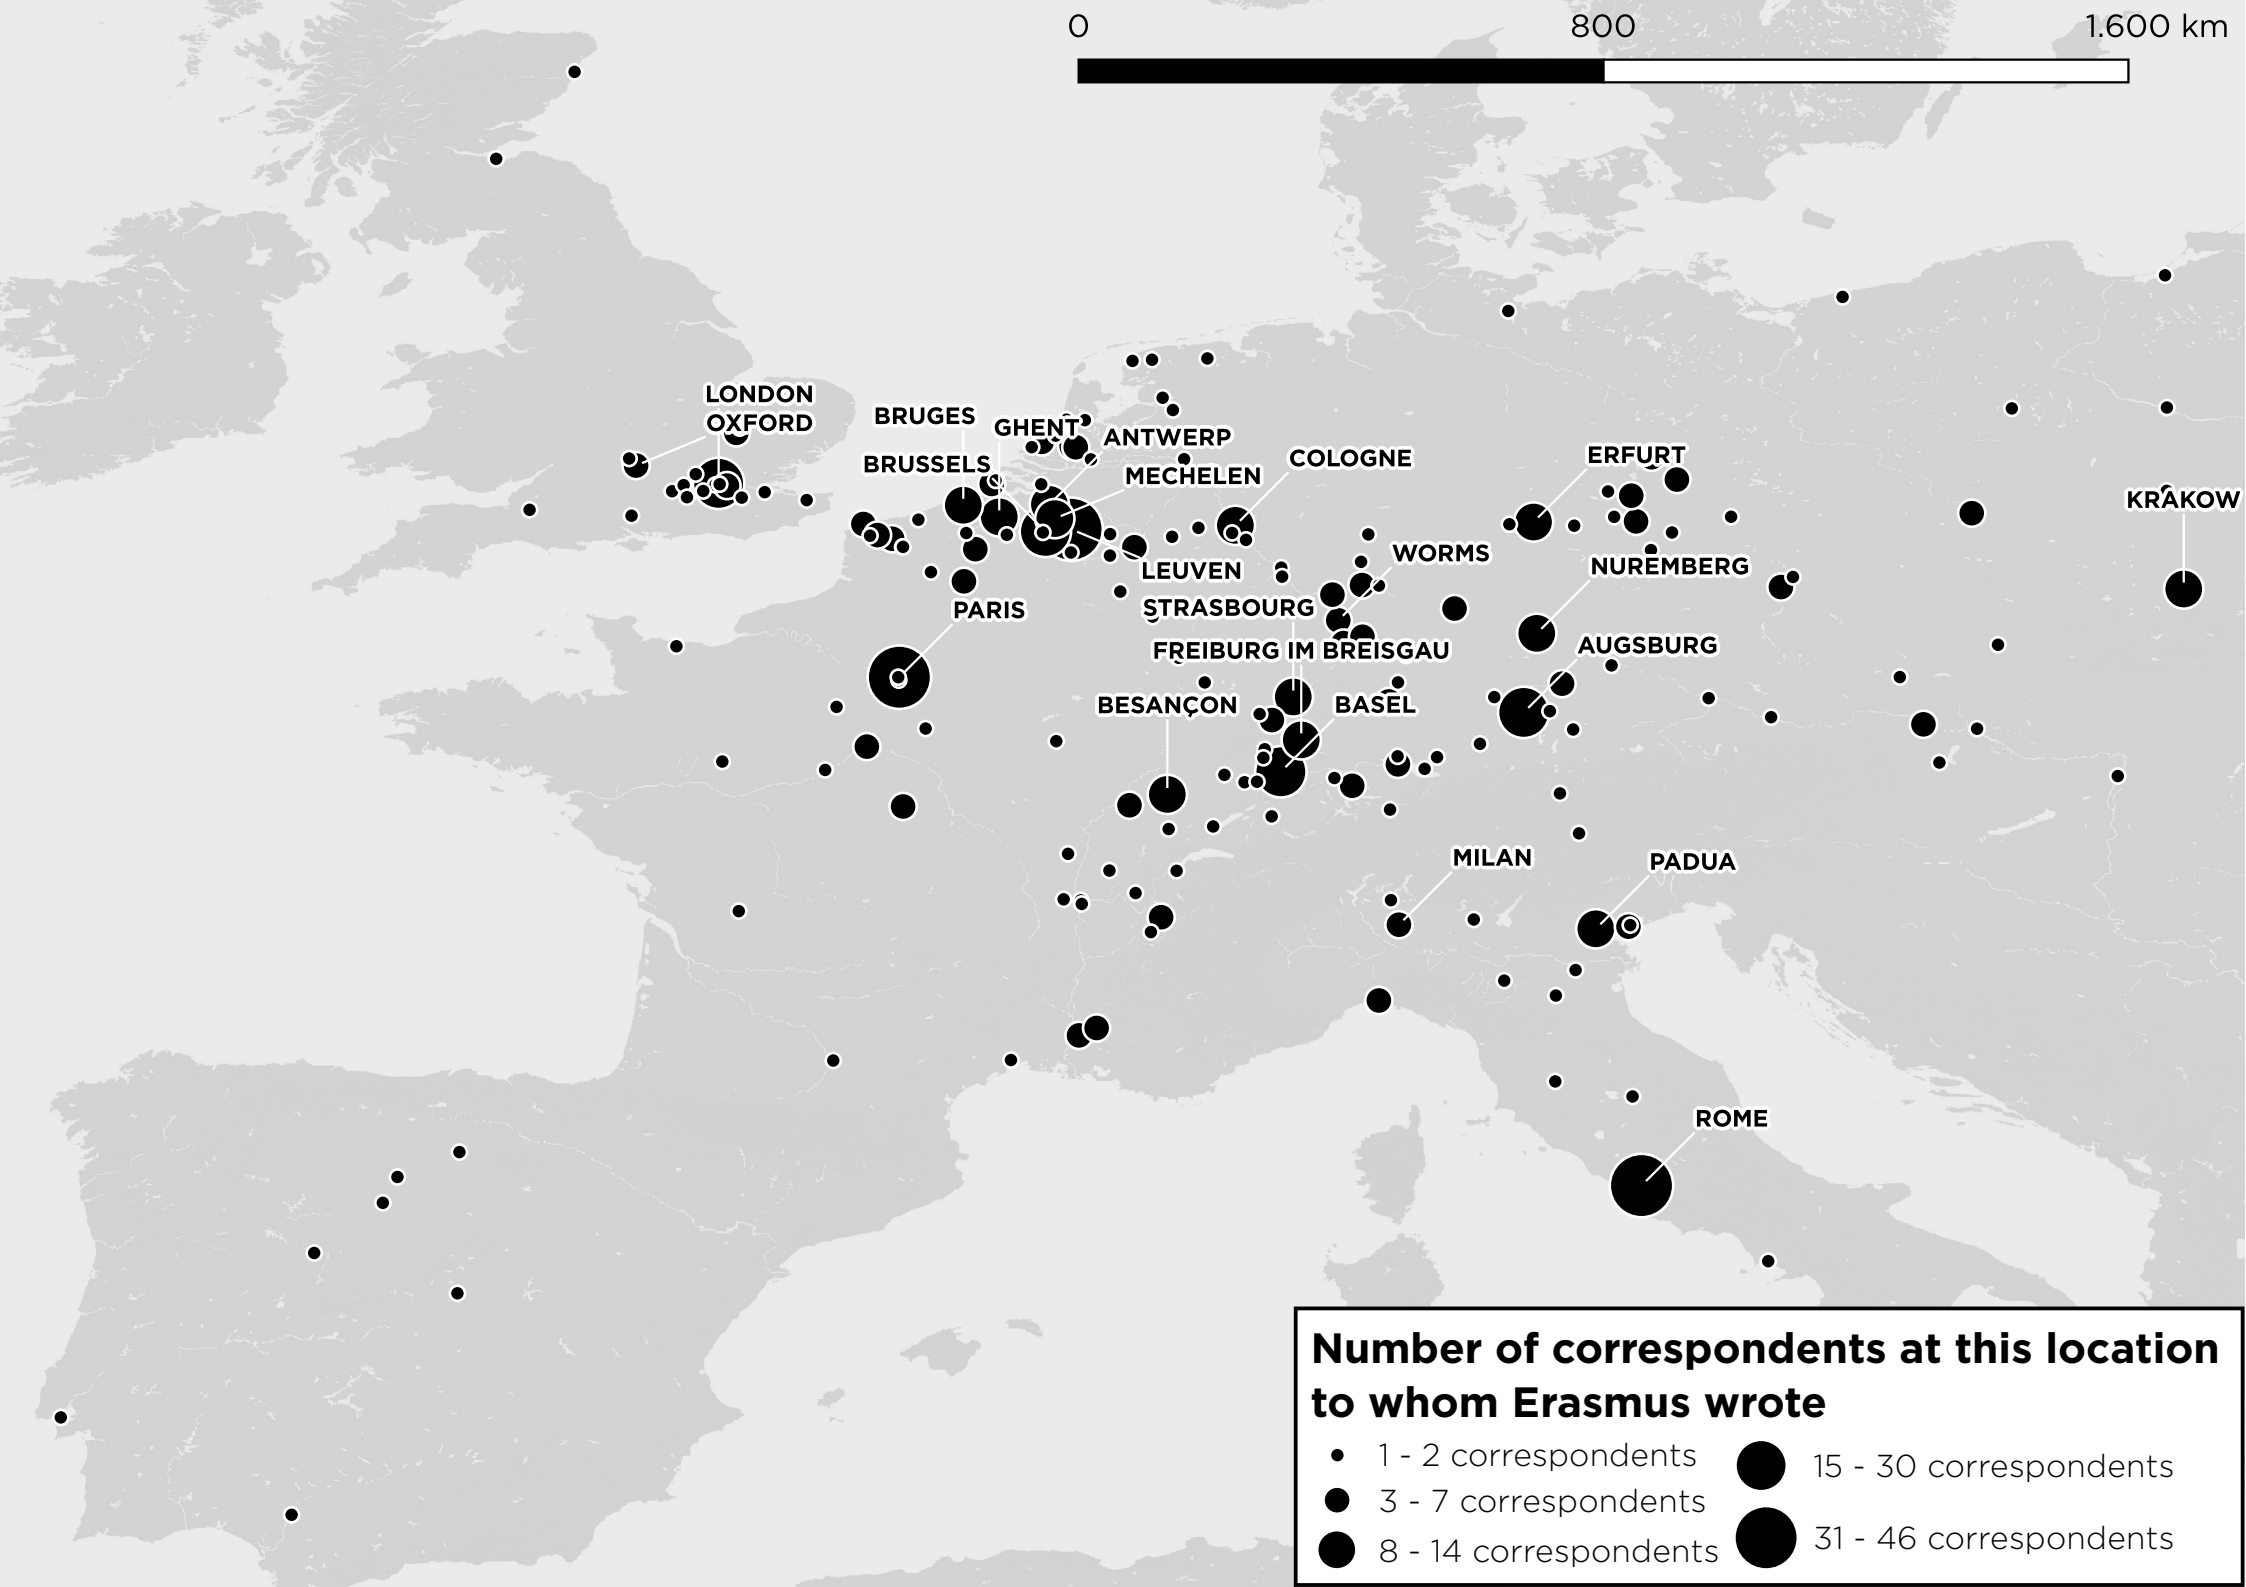 0 800 1.600 km
LONDON
OXFORD
BRUGES
GHENT
ANTWERP
BRUSSELS
MECHELEN
COLOGNE
ERFURT
KRAKOW
WORMS
LEUVEN
NUREMBERG
STRASBOURG
PARIS
FREIBURG IM BREISGAU
AUGSBURG
BESANÇON
BASEL
MILAN
PADUA
ROME
Number of correspondents at this location
to whom Erasmus wrote
1 - 2 correspondents
3 - 7 correspondents
8 - 14 correspondents
15 - 30 correspondents
31 - 46 correspondents